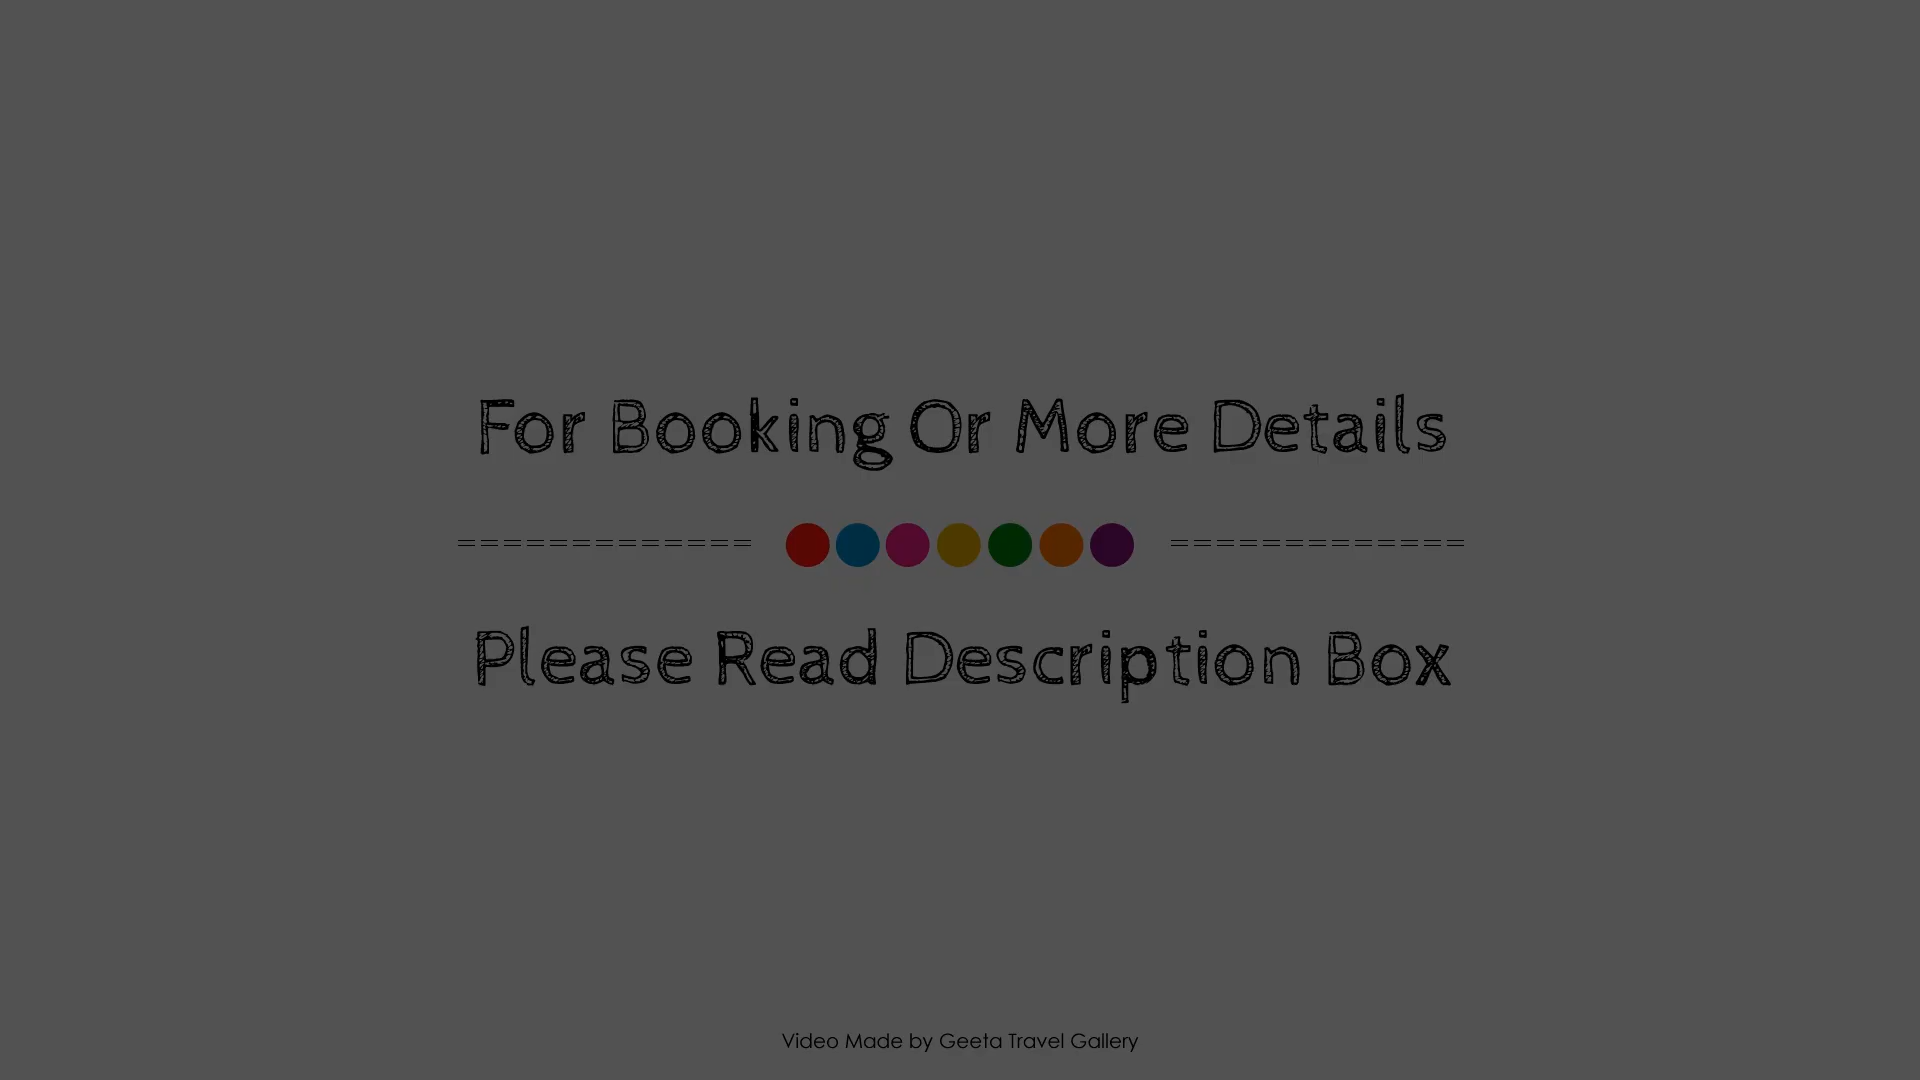 For Booking Or More Details
============= =============
Please Read Description Box
Video Made by Geeta Travel Gallery